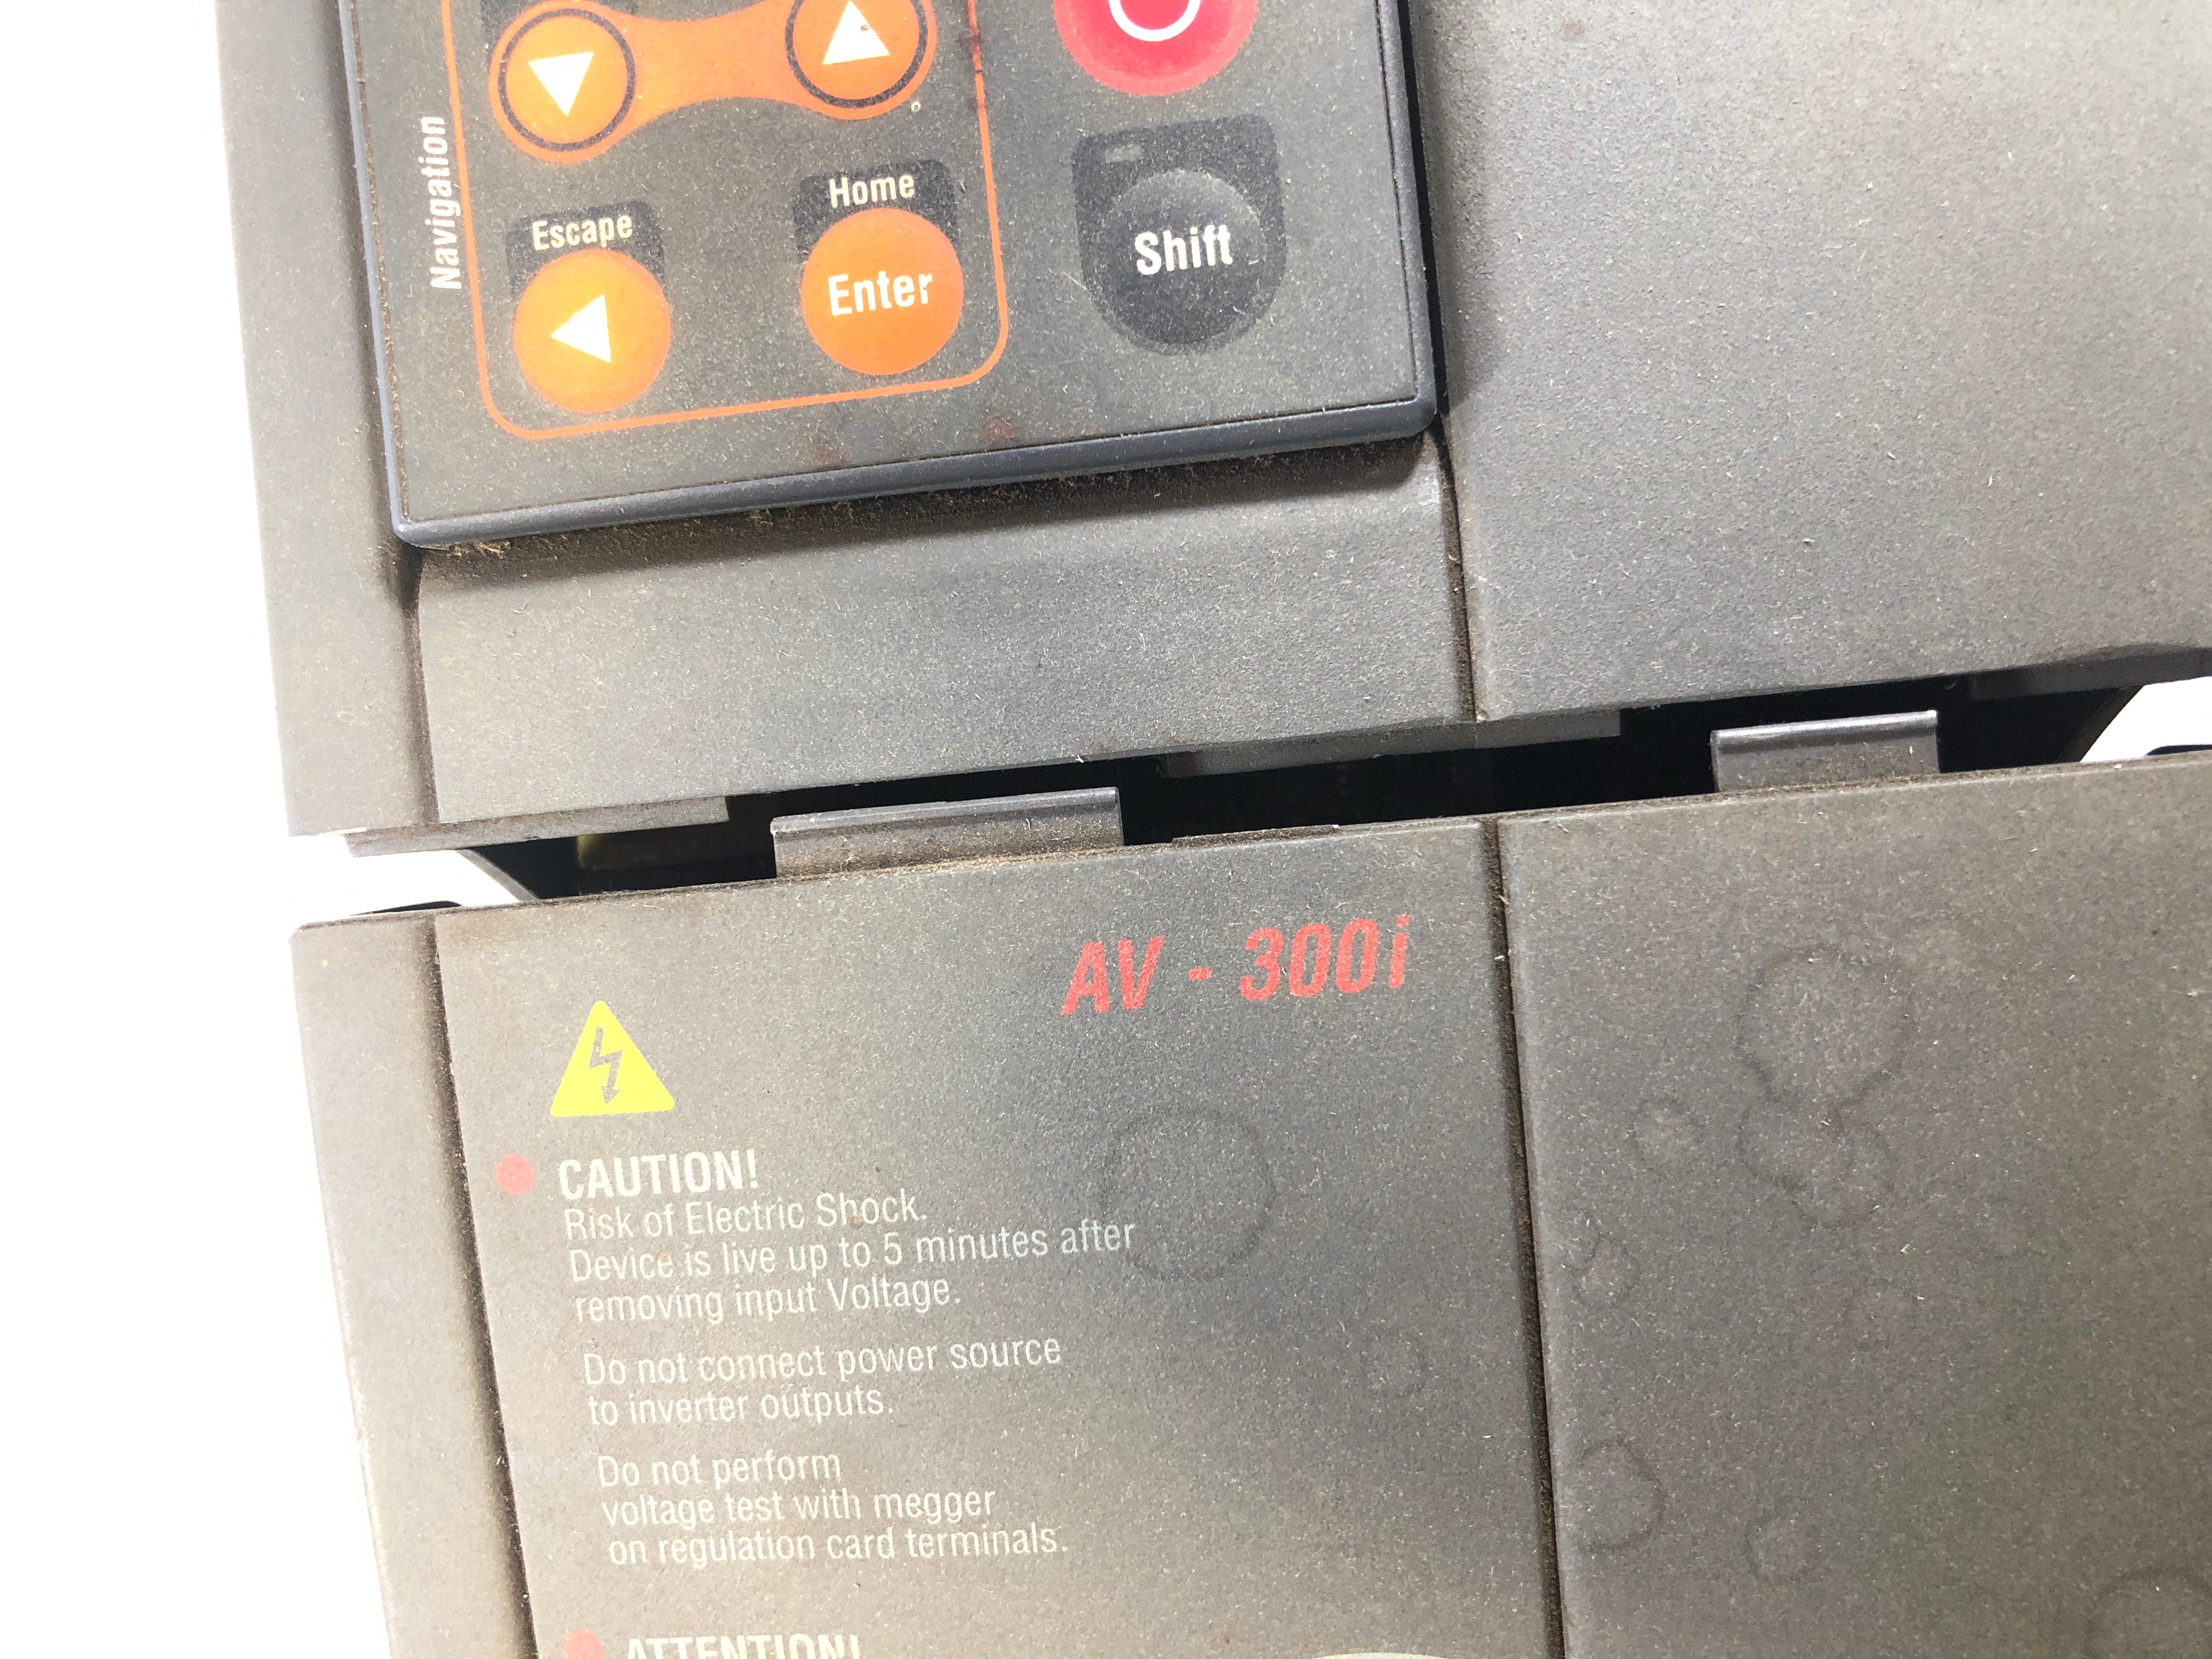 Navigation
Home
Escape
Enter
Shift
AV - 300i
CAUTION!
Risk of Electric Shock.
Device is live up to 5 minutes after
removing input Voltage.
Do not connect power source
to inverter outputs.
Do not perform
voltage test with megger
on regulation card terminals.
ATTENTION!